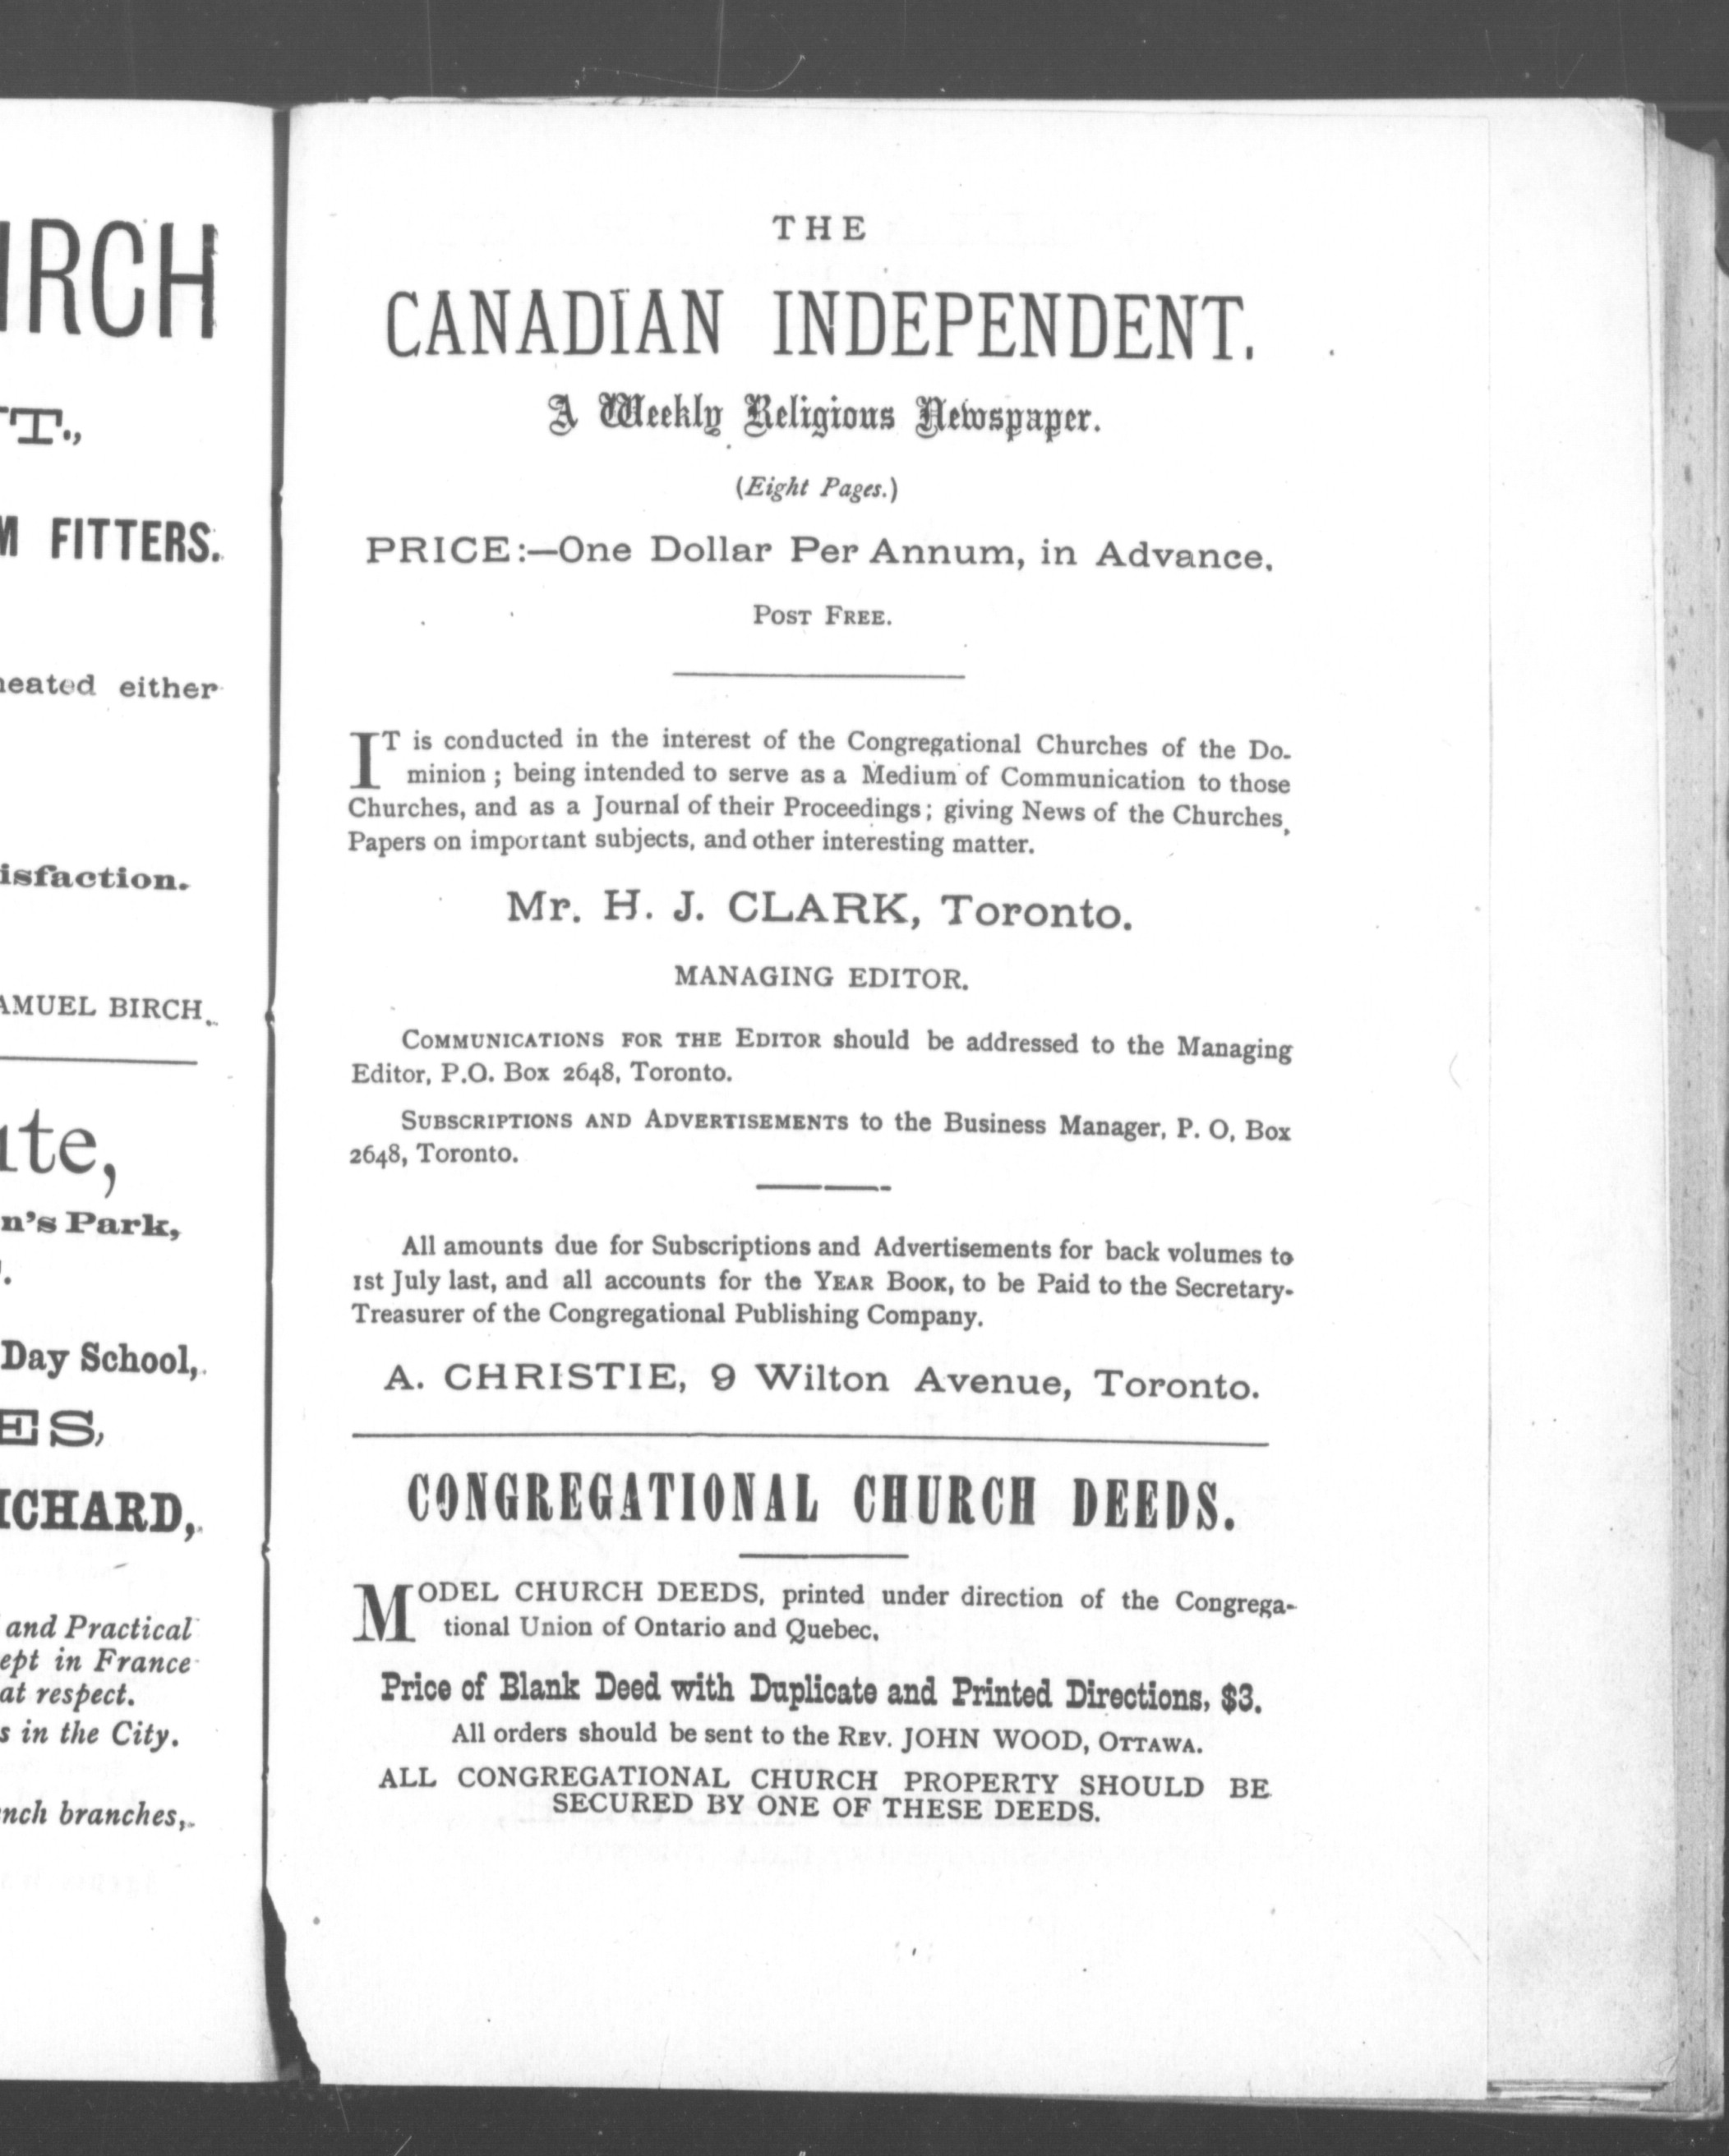 IRCH
T.,
M FITTERS.
heated either
isfaction.
AMUEL BIRCH.
ute,
n's Park,
Day School,
ES,
ICHARD,
and Practical
ept in France
at respect.
s in the City.
nch branches,
THE
CANADIAN INDEPENDENT.
A Weekly Religious Newspaper.
(Eight Pages.)
PRICE:—One Dollar Per Annum, in Advance.
POST FREE.
IT is conducted in the interest of the Congregational Churches of the Do-
minion ; being intended to serve as a Medium of Communication to those
Churches, and as a Journal of their Proceedings ; giving News of the Churches,
Papers on important subjects, and other interesting matter.
Mr. H. J. CLARK, Toronto.
MANAGING EDITOR.
COMMUNICATIONS FOR THE EDITOR should be addressed to the Managing
Editor, P.O. Box 2648, Toronto.
SUBSCRIPTIONS AND ADVERTISEMENTS to the Business Manager, P. O, Box
2648, Toronto.
All amounts due for Subscriptions and Advertisements for back volumes to
1st July last, and all accounts for the YEAR BOOK, to be Paid to the Secretary-
Treasurer of the Congregational Publishing Company.
A. CHRISTIE, 9 Wilton Avenue, Toronto.
CONGREGATIONAL CHURCH DEEDS.
MODEL CHURCH DEEDS, printed under direction of the Congrega-
tional Union of Ontario and Quebec,
Price of Blank Deed with Duplicate and Printed Directions, $3.
All orders should be sent to the REV. JOHN WOOD, OTTAWA.
ALL CONGREGATIONAL CHURCH PROPERTY SHOULD BE
SECURED BY ONE OF THESE DEEDS.